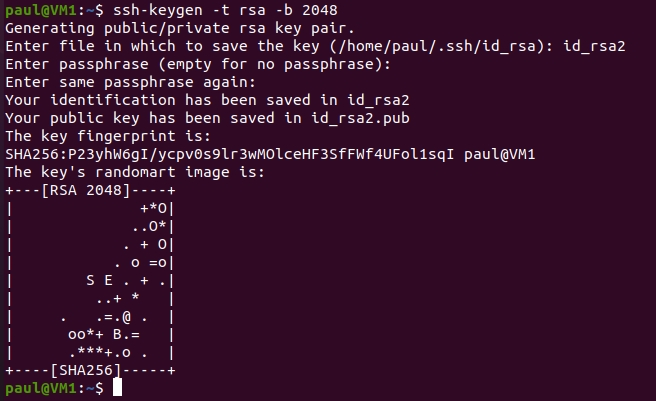 paul@VM1:~$ ssh-keygen -t rsa -b 2048
Generating public/private rsa key pair.
Enter file in which to save the key (/home/paul/.ssh/id_rsa): id_rsa2
Enter passphrase (empty for no passphrase):
Enter same passphrase again:
Your identification has been saved in id_rsa2
Your public key has been saved in id_rsa2.pub
The key fingerprint is:
SHA256:P23yhW6gI/ycpv0s9lr3wMOlceHF3SfFWf4UFol1sqI paul@VM1
The key's randomart image is:
+---[RSA 2048]----+
|              +*O|
|             ..O*|
|            . + O|
|           . o =o|
|        S E . + .|
|         ..+ *   |
|     .   .=.@ .  |
|      oo*+ B.=   |
|      .***+.o .  |
+----[SHA256]-----+
paul@VM1:~$